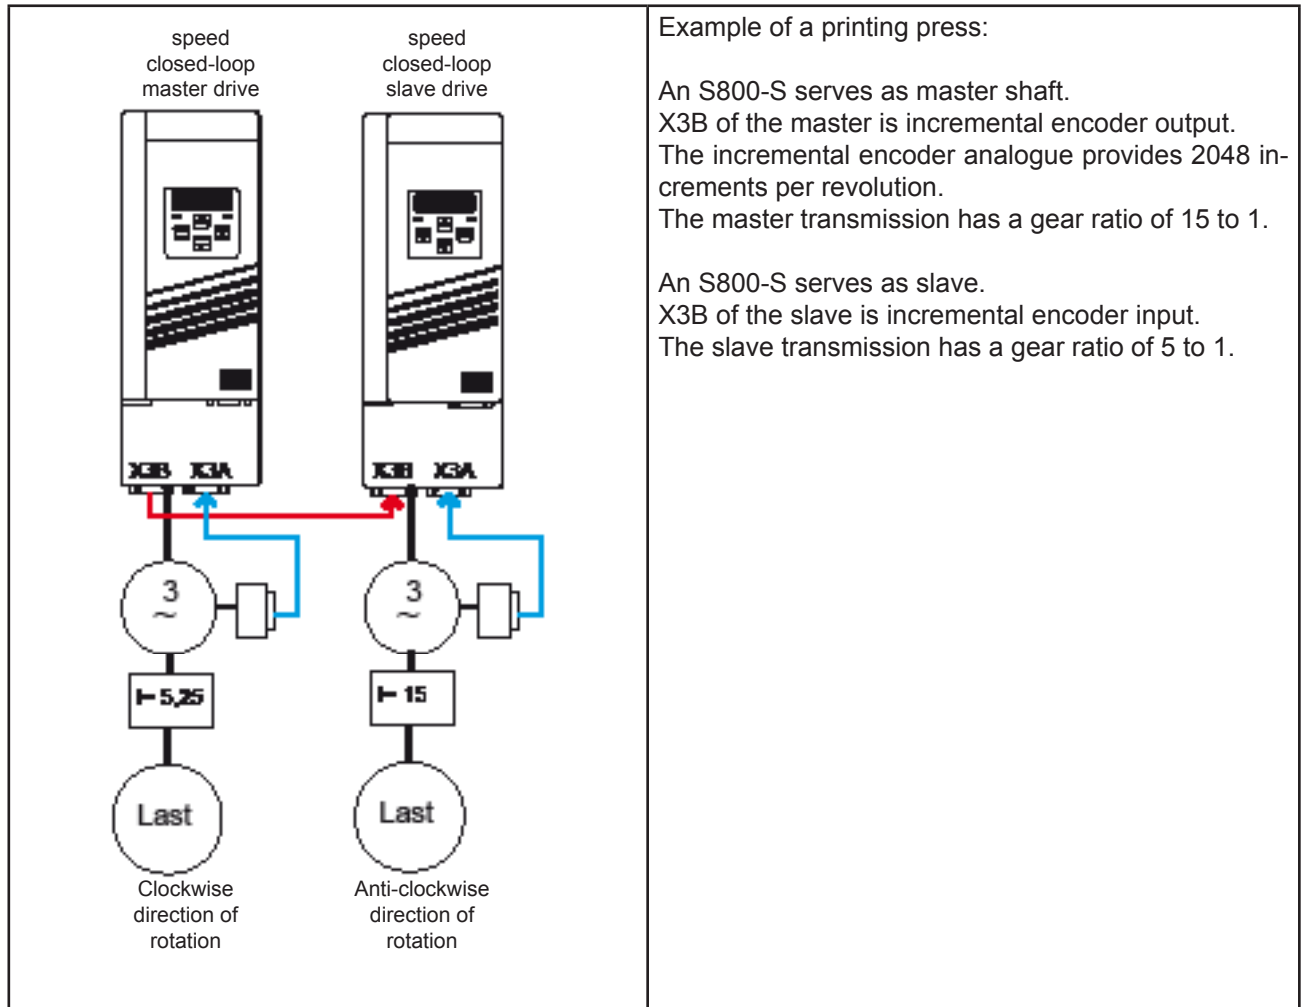 speed
closed-loop
master drive
speed
closed-loop
slave drive
X3B X3A
X3B X3A
3
~
3
~
5,25
15
Last
Last
Clockwise
direction of
rotation
Anti-clockwise
direction of
rotation
Example of a printing press:
An S800-S serves as master shaft.
X3B of the master is incremental encoder output.
The incremental encoder analogue provides 2048 in-
crements per revolution.
The master transmission has a gear ratio of 15 to 1.
An S800-S serves as slave.
X3B of the slave is incremental encoder input.
The slave transmission has a gear ratio of 5 to 1.